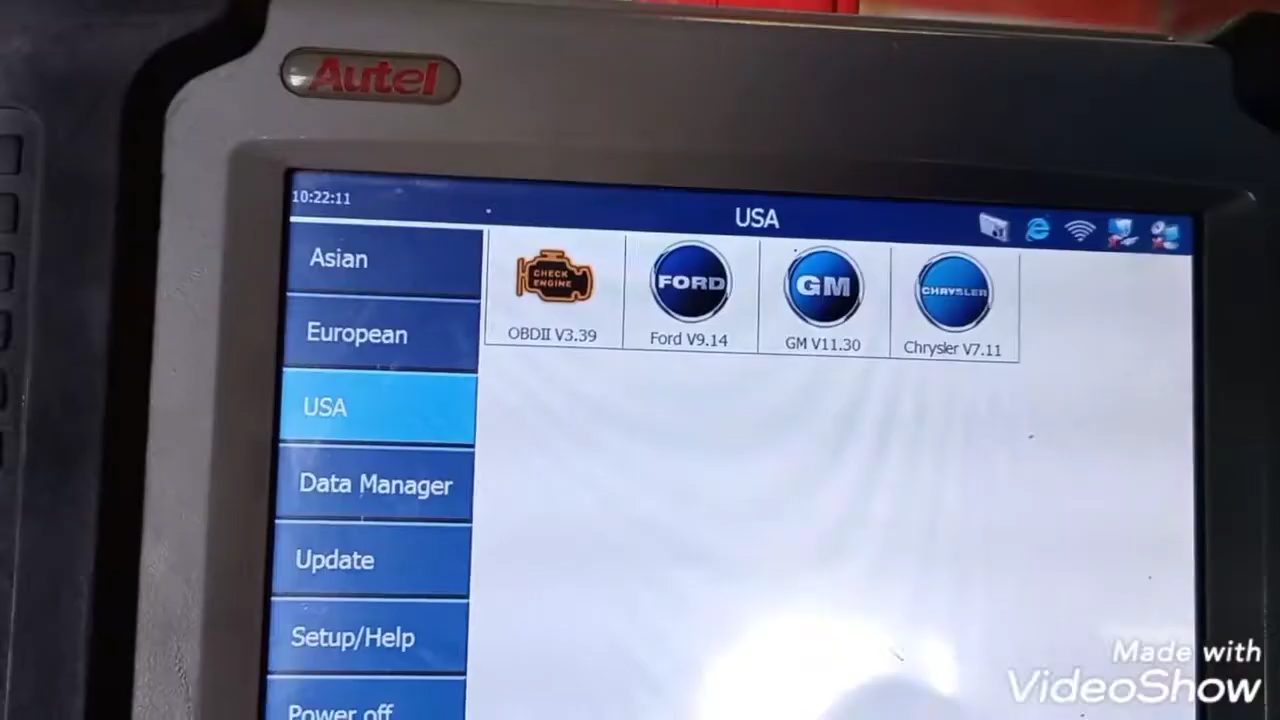 Autel
10:22:11
USA
Asian
European
USA
Data Manager
Update
Setup/Help
Power off
CHECK
ENGINE
OBDII V3.39
FORD
Ford V9.14
GM
GM V11.30
CHRYSLER
Chrysler V7.11
Made with
VideoShow